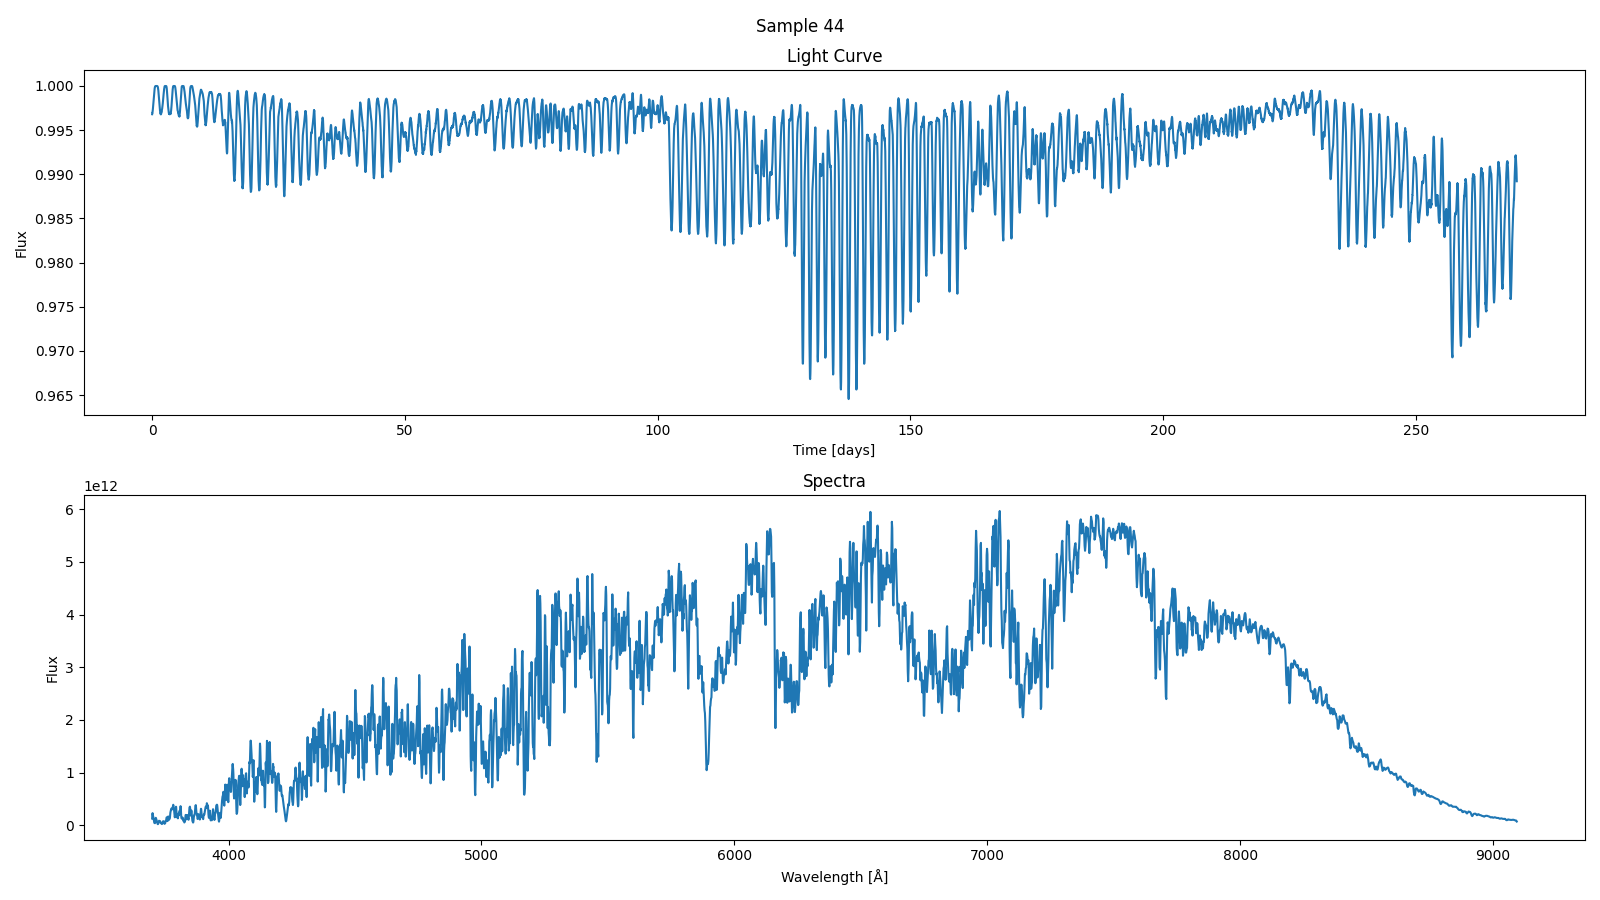 Sample 44
Light Curve
1.000
0.995
0.990
0.985
0.980
0.975
0.970
0.965
Flux
0 50 100 150 200 250
Time [days]
Spectra
1e12
6
5
4
3
2
1
0
Flux
4000 5000 6000 7000 8000 9000
Wavelength [Å]